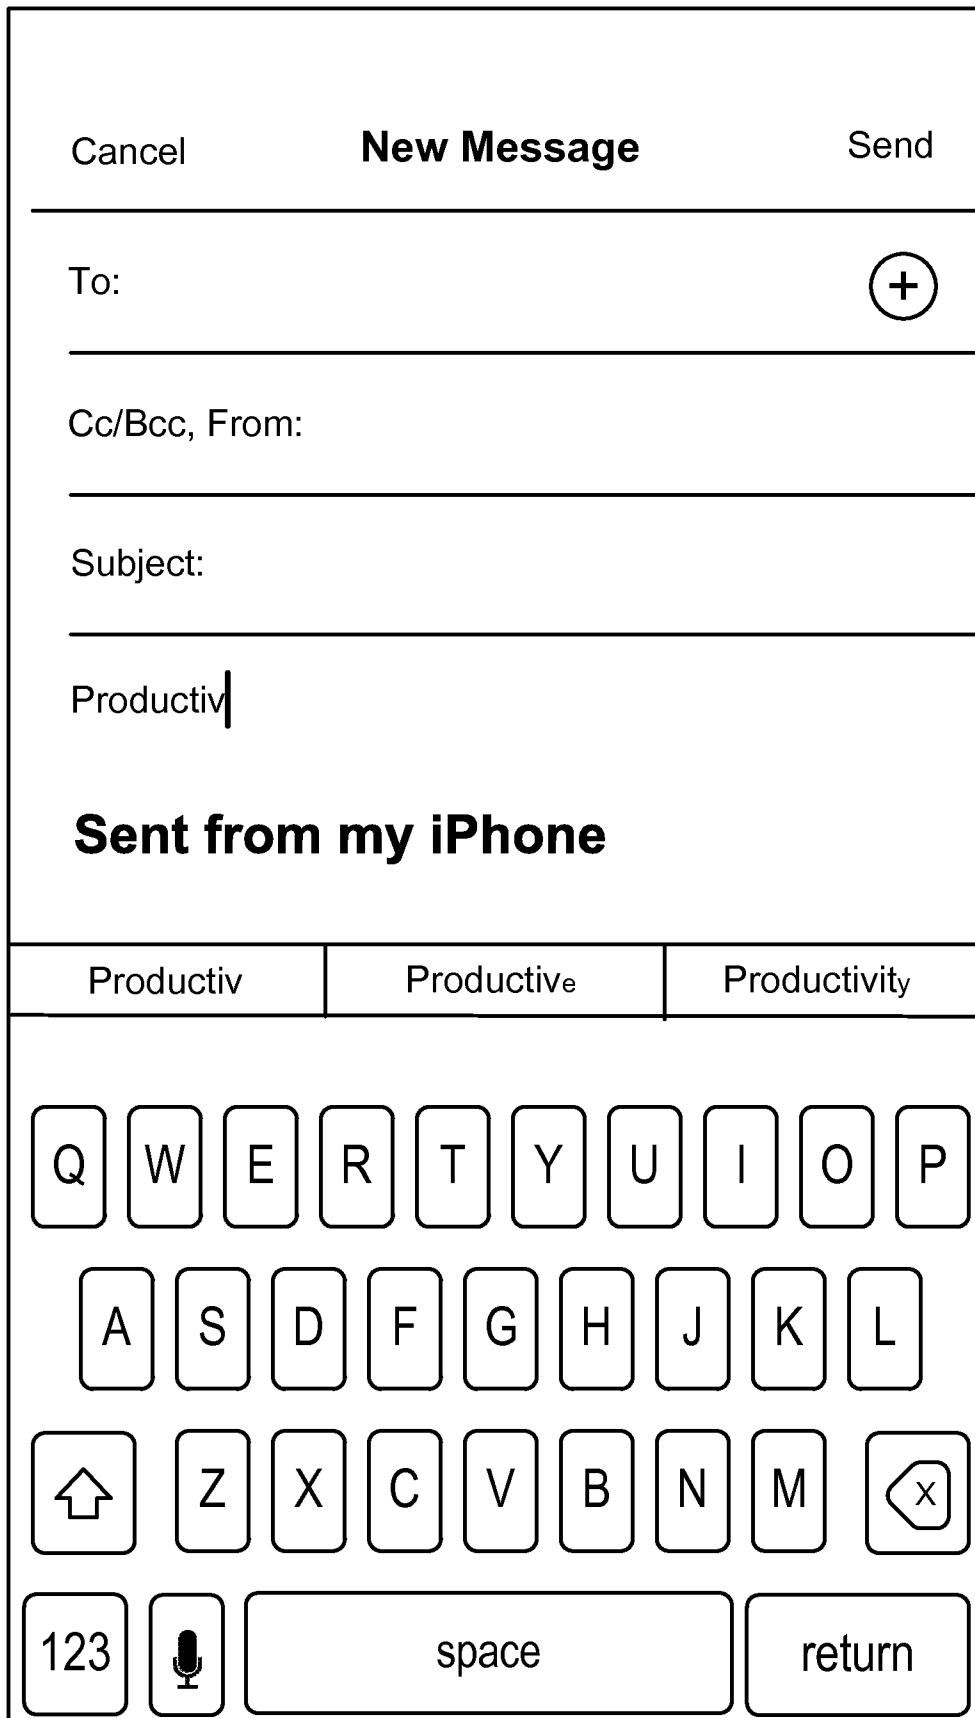 Cancel New Message Send
To: +
Cc/Bcc, From:
Subject:
Productiv
Sent from my iPhone
Productiv Productive Productivity
Q W E R T Y U I O P
A S D F G H J K L
Z X C V B N M X
123 space return